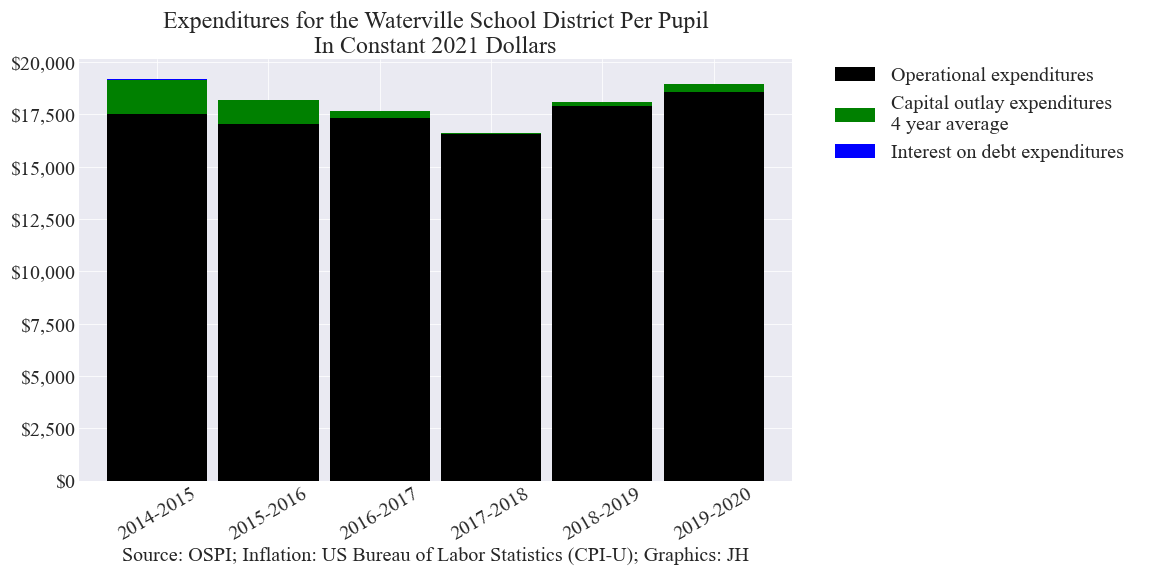 Expenditures for the Waterville School District Per Pupil
In Constant 2021 Dollars
$20,000
$17,500
$15,000
$12,500
$10,000
$7,500
$5,000
$2,500
$0
2014-2015
2015-2016
2016-2017
2017-2018
2018-2019
2019-2020
Source: OSPI; Inflation: US Bureau of Labor Statistics (CPI-U); Graphics: JH
Operational expenditures
Capital outlay expenditures
4 year average
Interest on debt expenditures